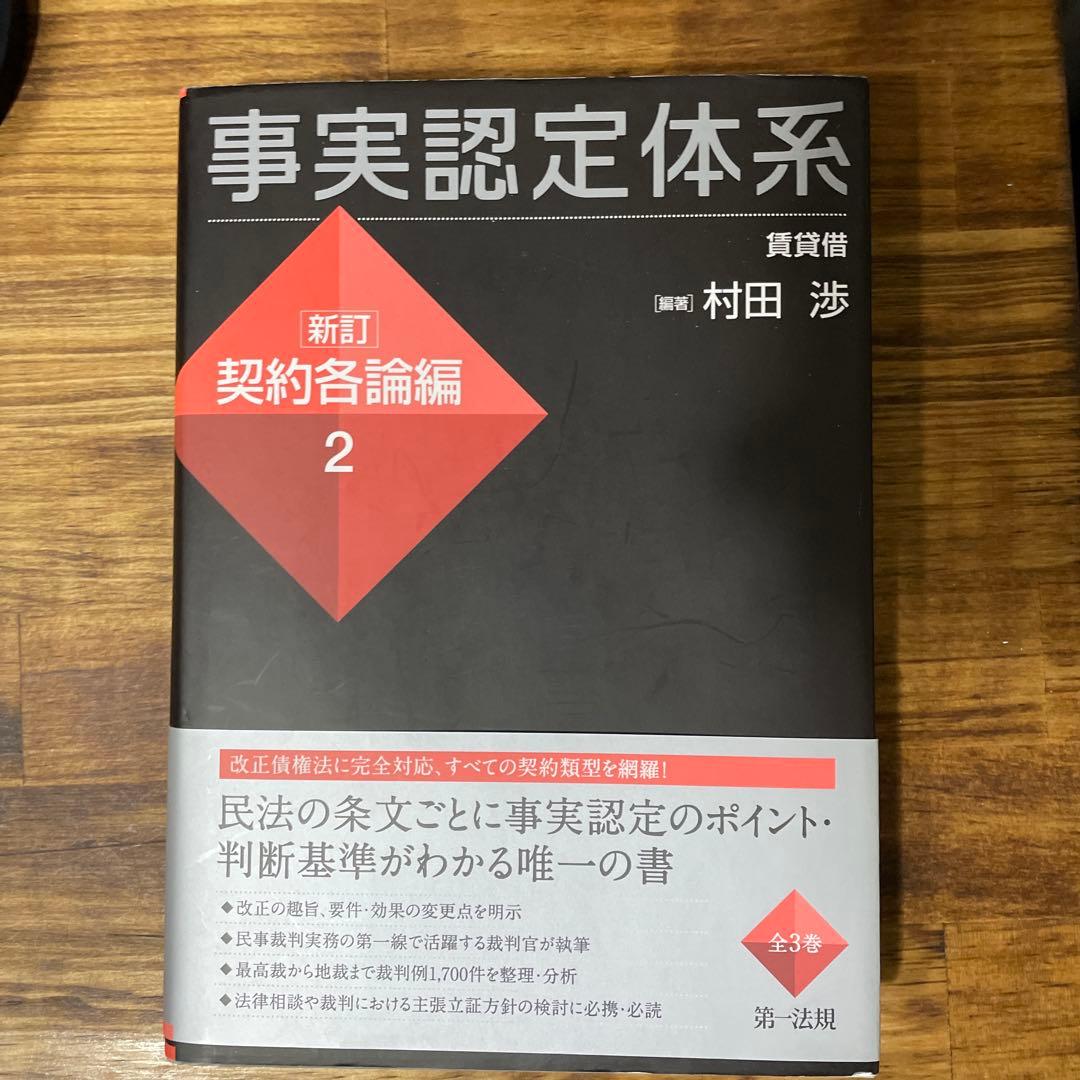 事実認定体系
賃貸借
[編著] 村田 渉
[新訂]
契約各論編
2
改正債権法に完全対応、すべての契約類型を網羅!
民法の条文ごとに事実認定のポイント・
判断基準がわかる唯一の書
◆改正の趣旨、要件・効果の変更点を明示
◆民事裁判実務の第一線で活躍する裁判官が執筆
◆最高裁から地裁まで裁判例1,700件を整理・分析
◆法律相談や裁判における主張立証方針の検討に必携・必読
全3巻
第一法規